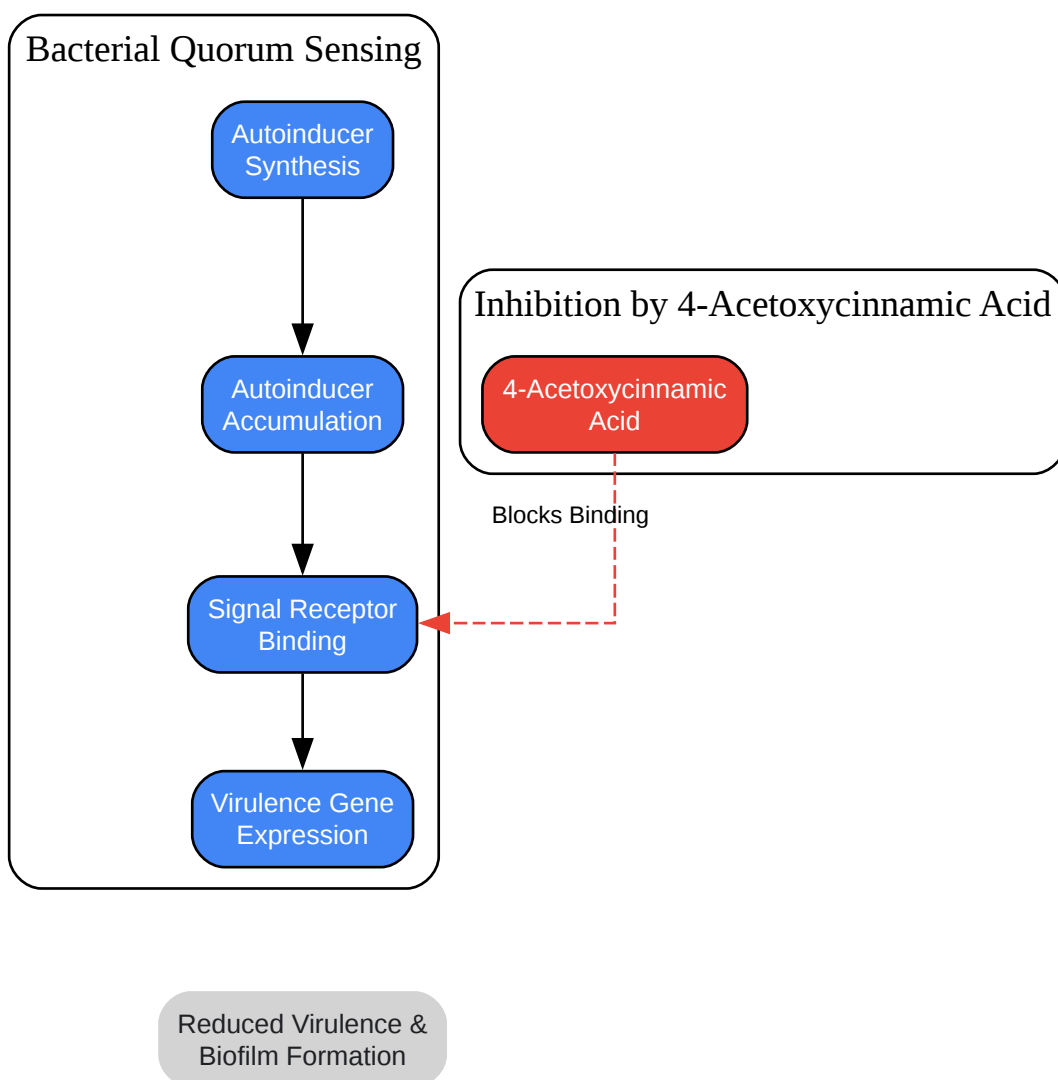 Bacterial Quorum Sensing
Autoinducer
Synthesis
Inhibition by 4-Acetoxycinnamic Acid
Autoinducer
Accumulation
4-Acetoxycinnamic
Acid
Blocks Binding
Signal Receptor
Binding
Virulence Gene
Expression
Reduced Virulence &
Biofilm Formation